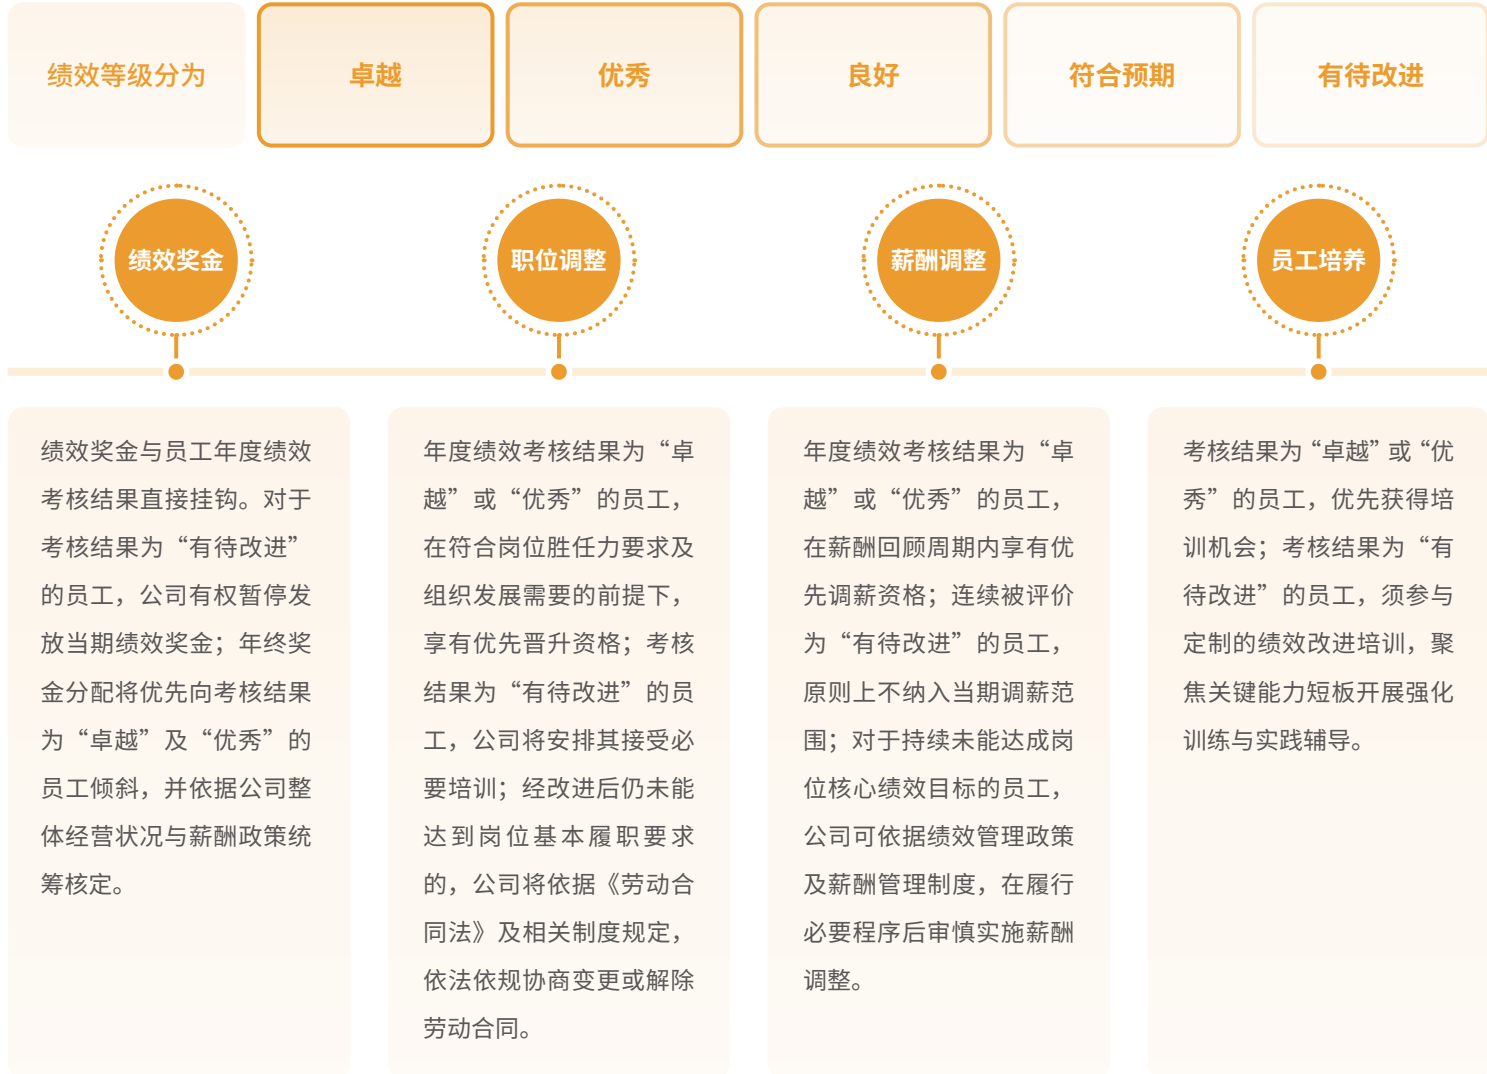 绩效等级分为
卓越
优秀
良好
符合预期
有待改进
绩效奖金
职位调整
薪酬调整
员工培养
绩效奖金与员工年度绩效
考核结果直接挂钩。对于
考核结果为“有待改进”
的员工，公司有权暂停发
放当期绩效奖金；年终奖
金分配将优先向考核结果
为“卓越”及“优秀”的
员工倾斜，并依据公司整
体经营状况与薪酬政策统
筹核定。
年度绩效考核结果为“卓
越”或“优秀”的员工，
在符合岗位胜任力要求及
组织发展需要的前提下，
享有优先晋升资格；考核
结果为“有待改进”的员
工，公司将安排其接受必
要培训；经改进后仍未能
达到岗位基本履职要求
的，公司将依据《劳动合
同法》及相关制度规定，
依法依规协商变更或解除
劳动合同。
年度绩效考核结果为“卓
越”或“优秀”的员工，
在薪酬回顾周期内享有优
先调薪资格；连续被评价
为“有待改进”的员工，
原则上不纳入当期调薪范
围；对于持续未能达成岗
位核心绩效目标的员工，
公司可依据绩效管理政策
及薪酬管理制度，在履行
必要程序后审慎实施薪酬
调整。
考核结果为“卓越”或“优
秀”的员工，优先获得培
训机会；考核结果为“有
待改进”的员工，须参与
定制的绩效改进培训，聚
焦关键能力短板开展强化
训练与实践辅导。